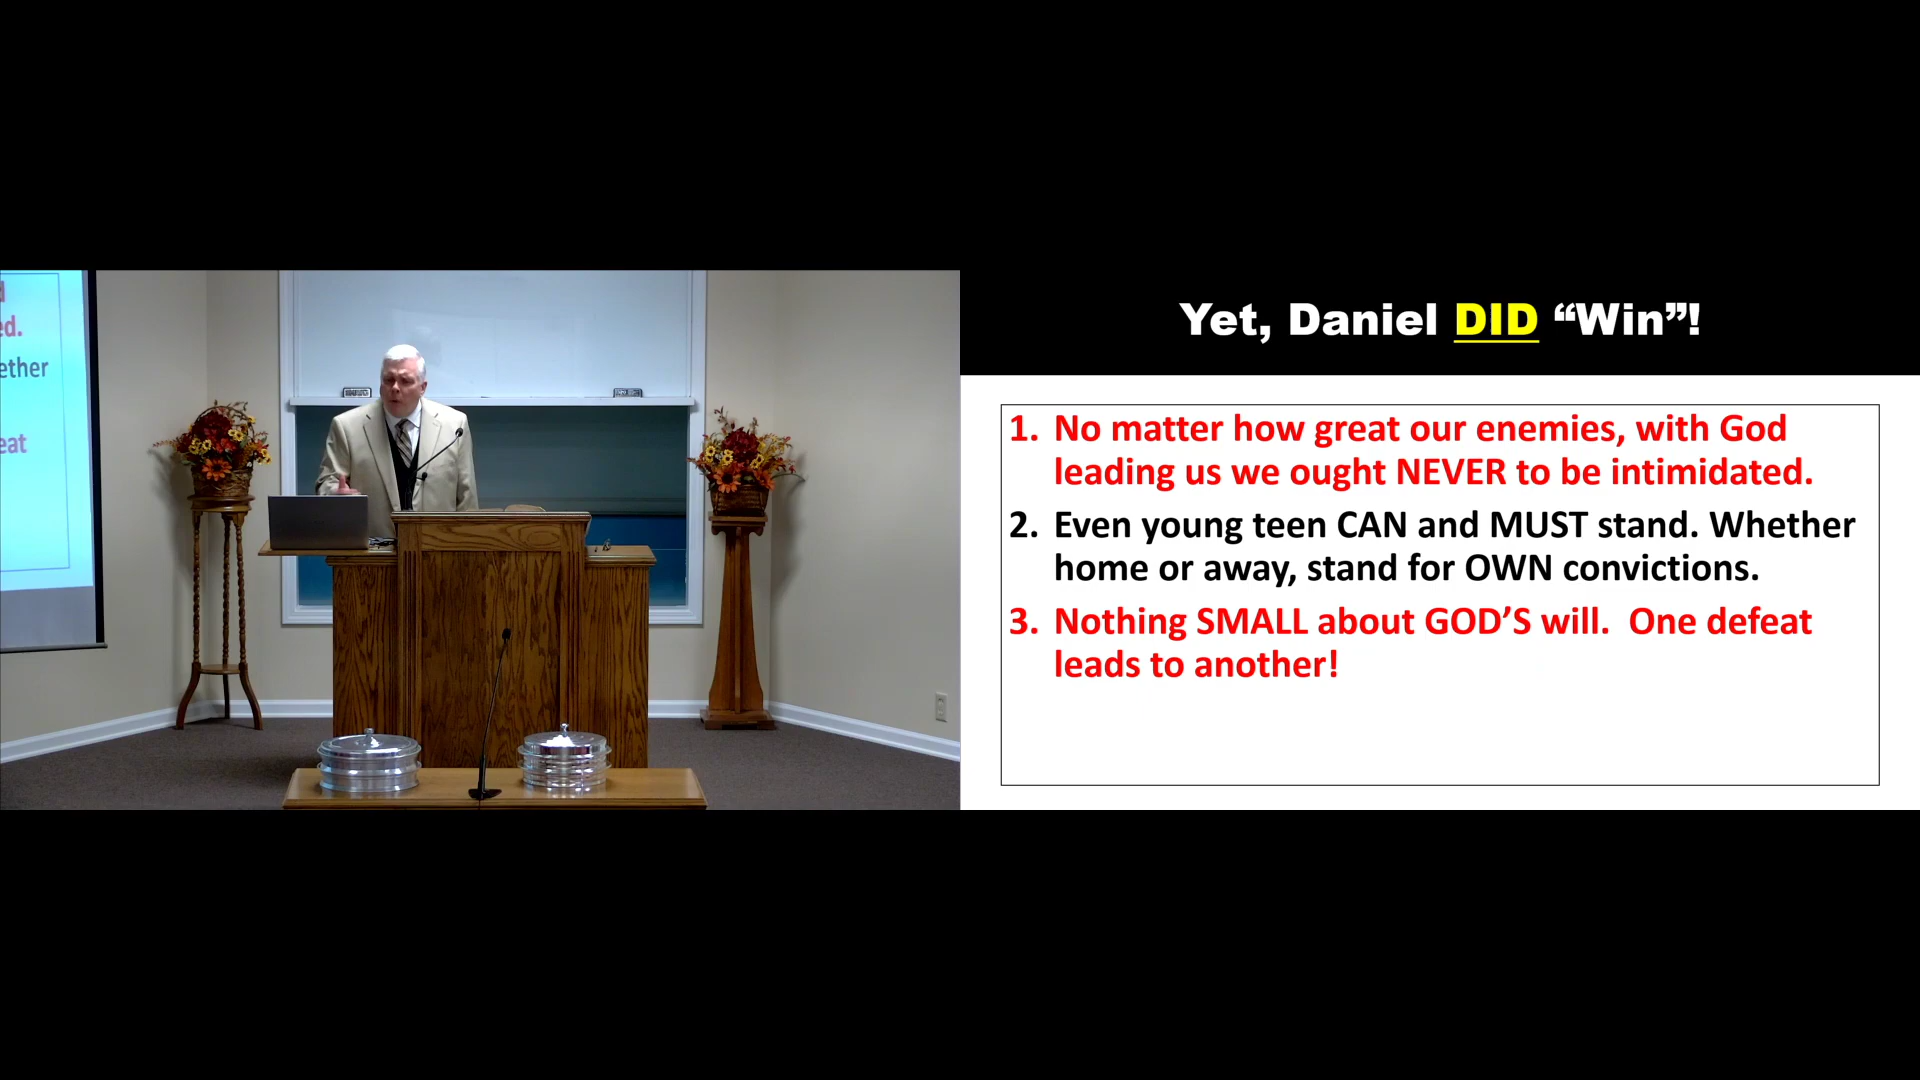 ed.
ether
eat
Yet, Daniel DID “Win”!
1. No matter how great our enemies, with God
leading us we ought NEVER to be intimidated.
2. Even young teen CAN and MUST stand. Whether
home or away, stand for OWN convictions.
3. Nothing SMALL about GOD’S will.  One defeat
leads to another!